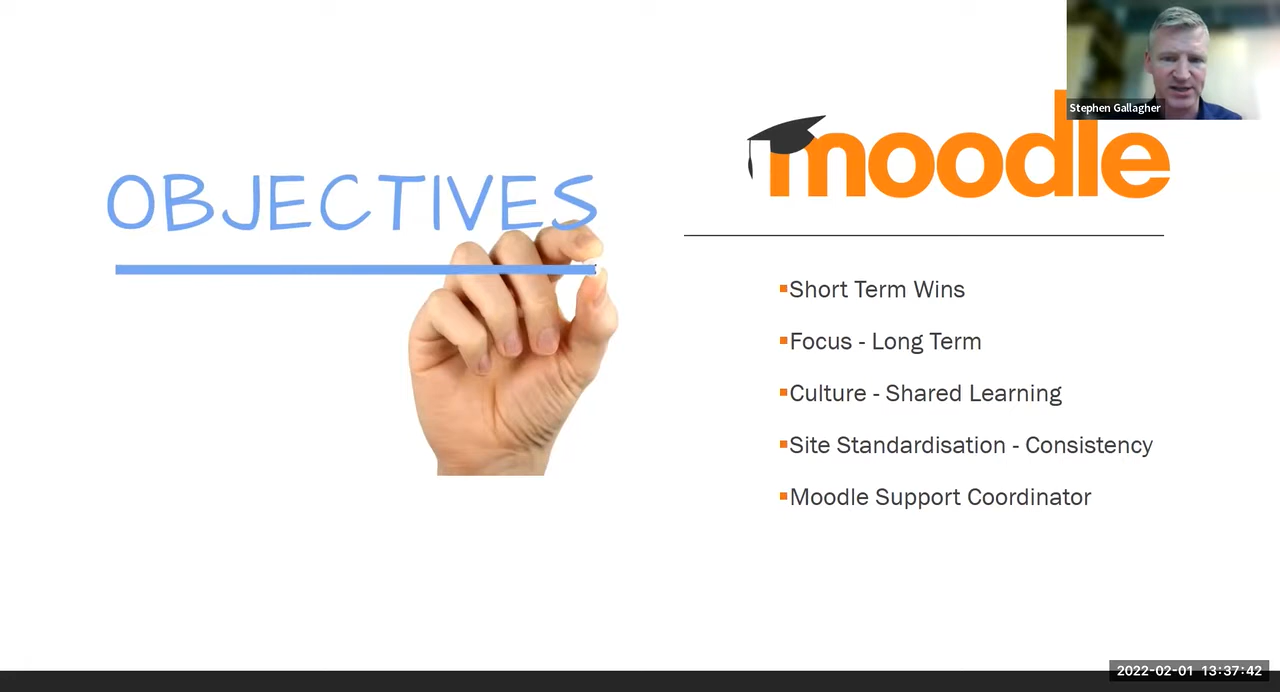 Stephen Gallagher
OBJECTIVES
moodle
Short Term Wins
Focus - Long Term
Culture - Shared Learning
Site Standardisation - Consistency
Moodle Support Coordinator
2022-02-01 13:37:42